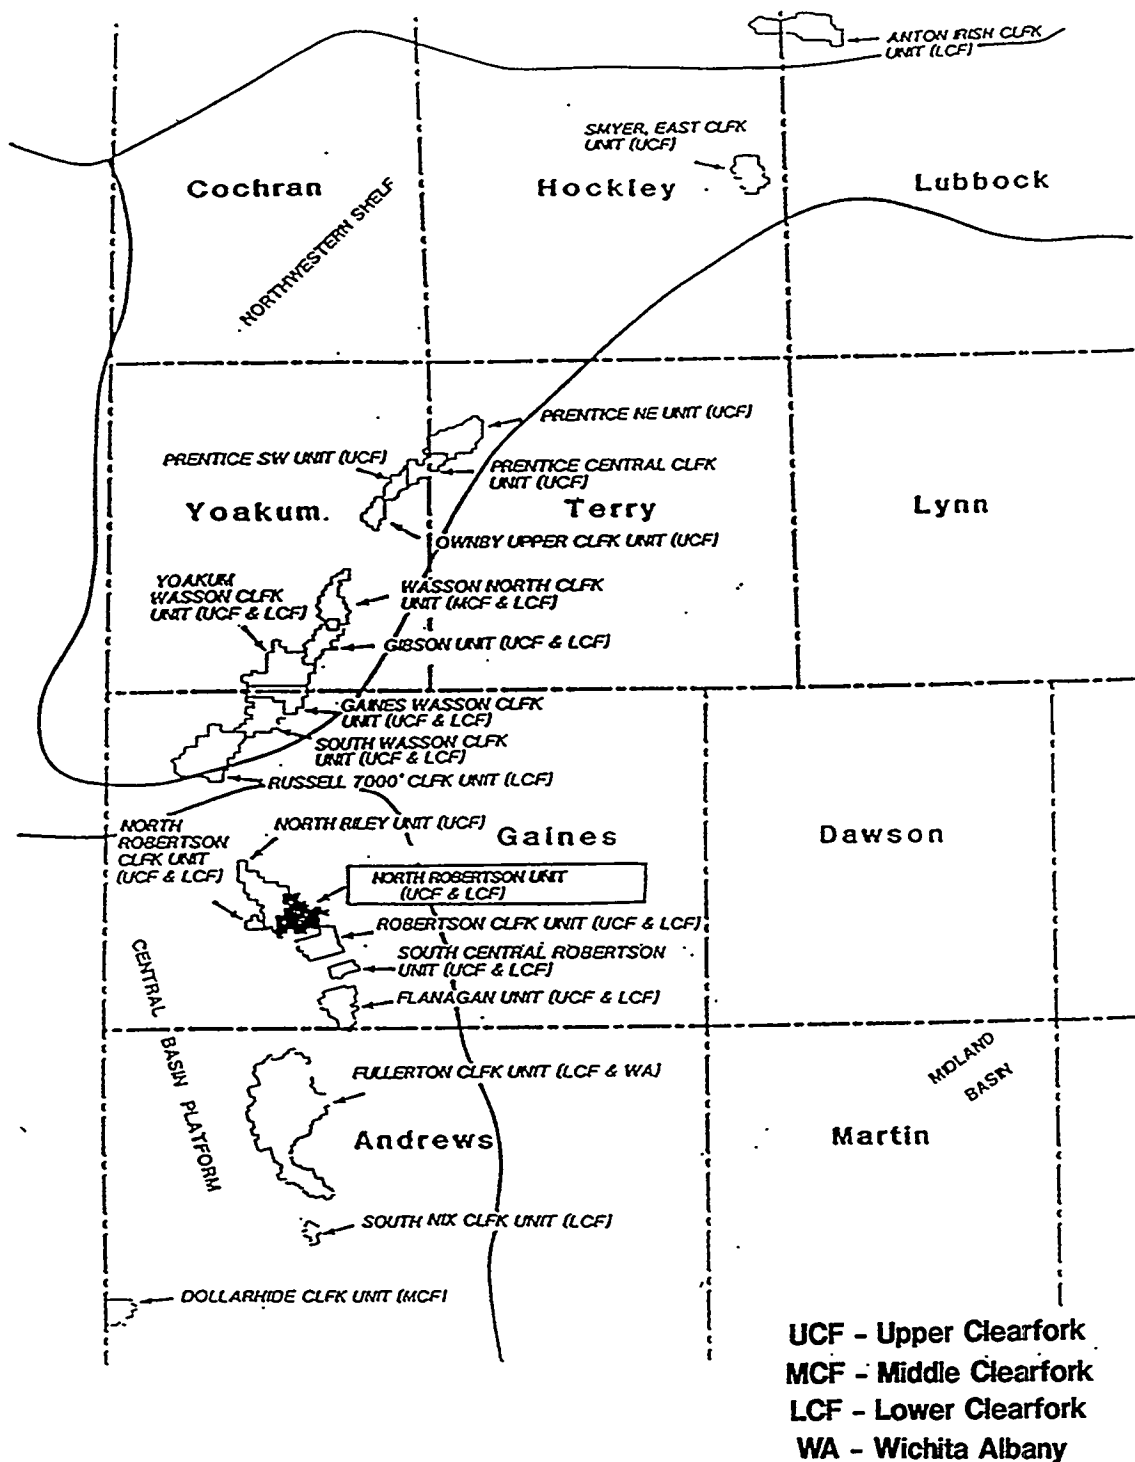 ANTON IRISH CLFK
UNIT (LCF)
SMYER, EAST CLFK
UNIT (UCF)
Cochran
Hockley
Lubbock
NORTHWESTERN SHELF
PRENTICE NE UNIT (UCF)
PRENTICE SW UNIT (UCF)
PRENTICE CENTRAL CLFK
UNIT (UCF)
Yoakum.
Terry
Lynn
OWNBY UPPER CLFK UNIT (UCF)
YOAKUM
WASSON CLFK
UNIT (UCF & LCF)
WASSON NORTH CLFK
UNIT (MCF & LCF)
GIBSON UNIT (UCF & LCF)
GAINES WASSON CLFK
UNIT (UCF & LCF)
SOUTH WASSON CLFK
UNIT (UCF & LCF)
RUSSELL 7000' CLFK UNIT (LCF)
NORTH
ROBERTSON
CLFK UNIT
(UCF & LCF)
NORTH RILEY UNIT (UCF)
Gaines
Dawson
NORTH ROBERTSON UNIT
(UCF & LCF)
ROBERTSON CLFK UNIT (UCF & LCF)
SOUTH CENTRAL ROBERTSON
UNIT (UCF & LCF)
FLANAGAN UNIT (UCF & LCF)
CENTRAL BASIN PLATFORM
MIDLAND
BASIN
FULLERTON CLFK UNIT (LCF & WA)
Andrews
Martin
SOUTH NIX CLFK UNIT (LCF)
DOLLARHIDE CLFK UNIT (MCF)
UCF - Upper Clearfork
MCF - Middle Clearfork
LCF - Lower Clearfork
WA - Wichita Albany